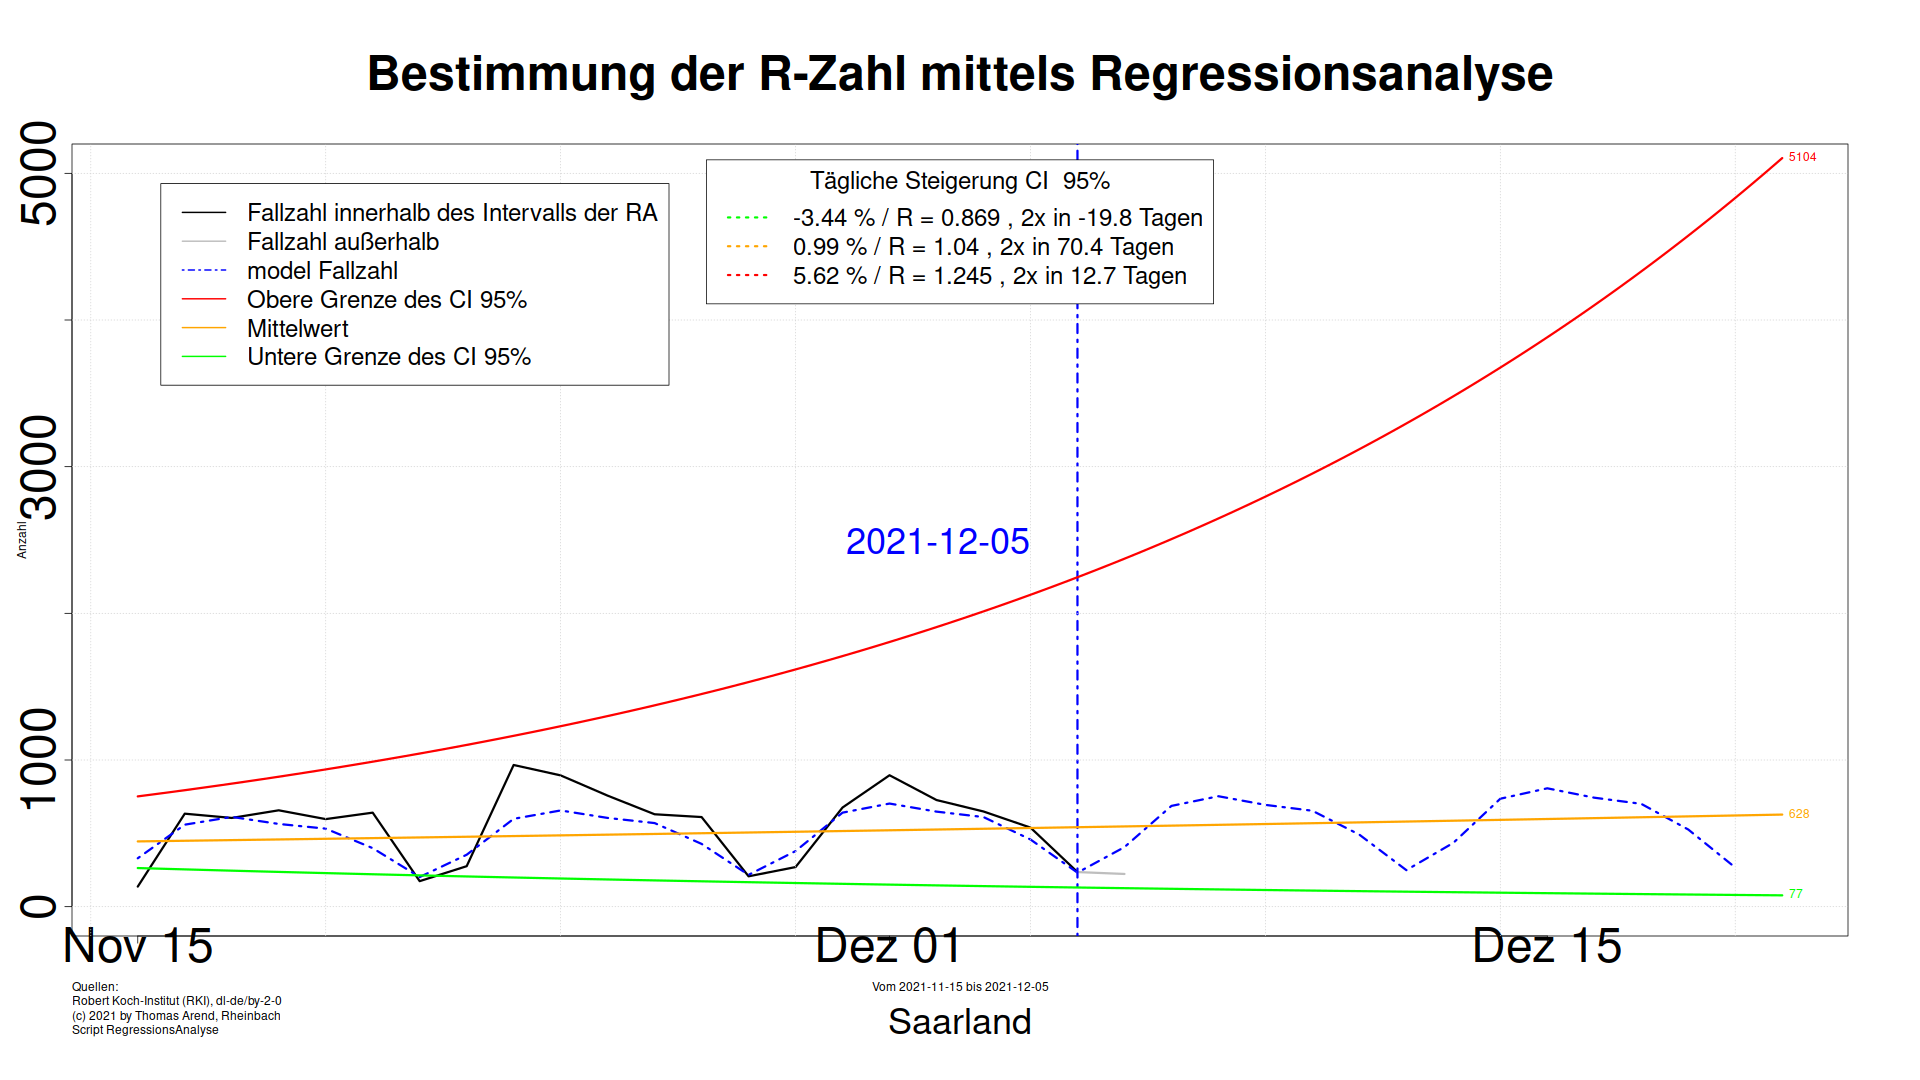 Bestimmung der R-Zahl mittels Regressionsanalyse
5000
3000
1000
0
Anzahl
Fallzahl innerhalb des Intervalls der RA
Fallzahl außerhalb
model Fallzahl
Obere Grenze des CI 95%
Mittelwert
Untere Grenze des CI 95%
Tägliche Steigerung CI  95%
-3.44 % / R = 0.869 , 2x in -19.8 Tagen
0.99 % / R = 1.04 , 2x in 70.4 Tagen
5.62 % / R = 1.245 , 2x in 12.7 Tagen
5104
2021-12-05
628
77
Nov 15
Dez 01
Dez 15
Quellen:
Robert Koch-Institut (RKI), dl-de/by-2-0
(c) 2021 by Thomas Arend, Rheinbach
Script RegressionsAnalyse
Vom 2021-11-15 bis 2021-12-05
Saarland